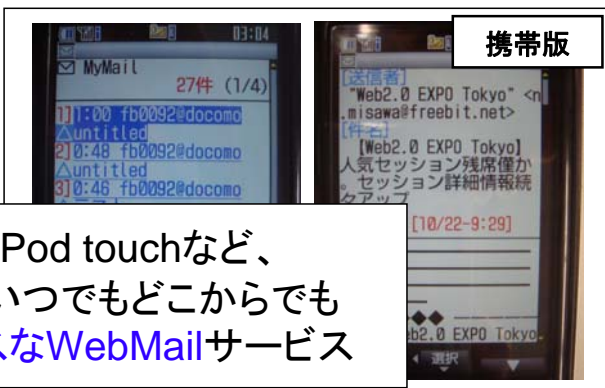 03:04
MyMail
27件 (1/4)
1]1:00 fb0092@docomo
△untitled
2]0:48 fb0092@docomo
△untitled
3]0:46 fb0092@docomo
携帯版
[送信者]
"Web2.0 EXPO Tokyo" <n
.misawa@freebit.net>
[件名]
【Web2.0 EXPO Tokyo】
人気セッション残席僅か
。セッション詳細情報続
々アップ
[10/22-9:29]
◆◆
b2.0 EXPO Tokyo
選択
Pod touchなど、
いつでもどこからでも
なWebMailサービス